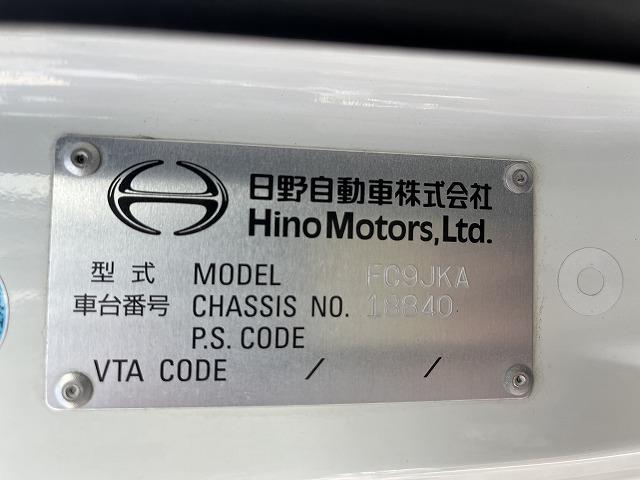 日野自動車株式会社
Hino Motors, Ltd.
型式 MODEL FC9JKA
車台番号 CHASSIS NO. 18840
P.S. CODE
VTA CODE / /